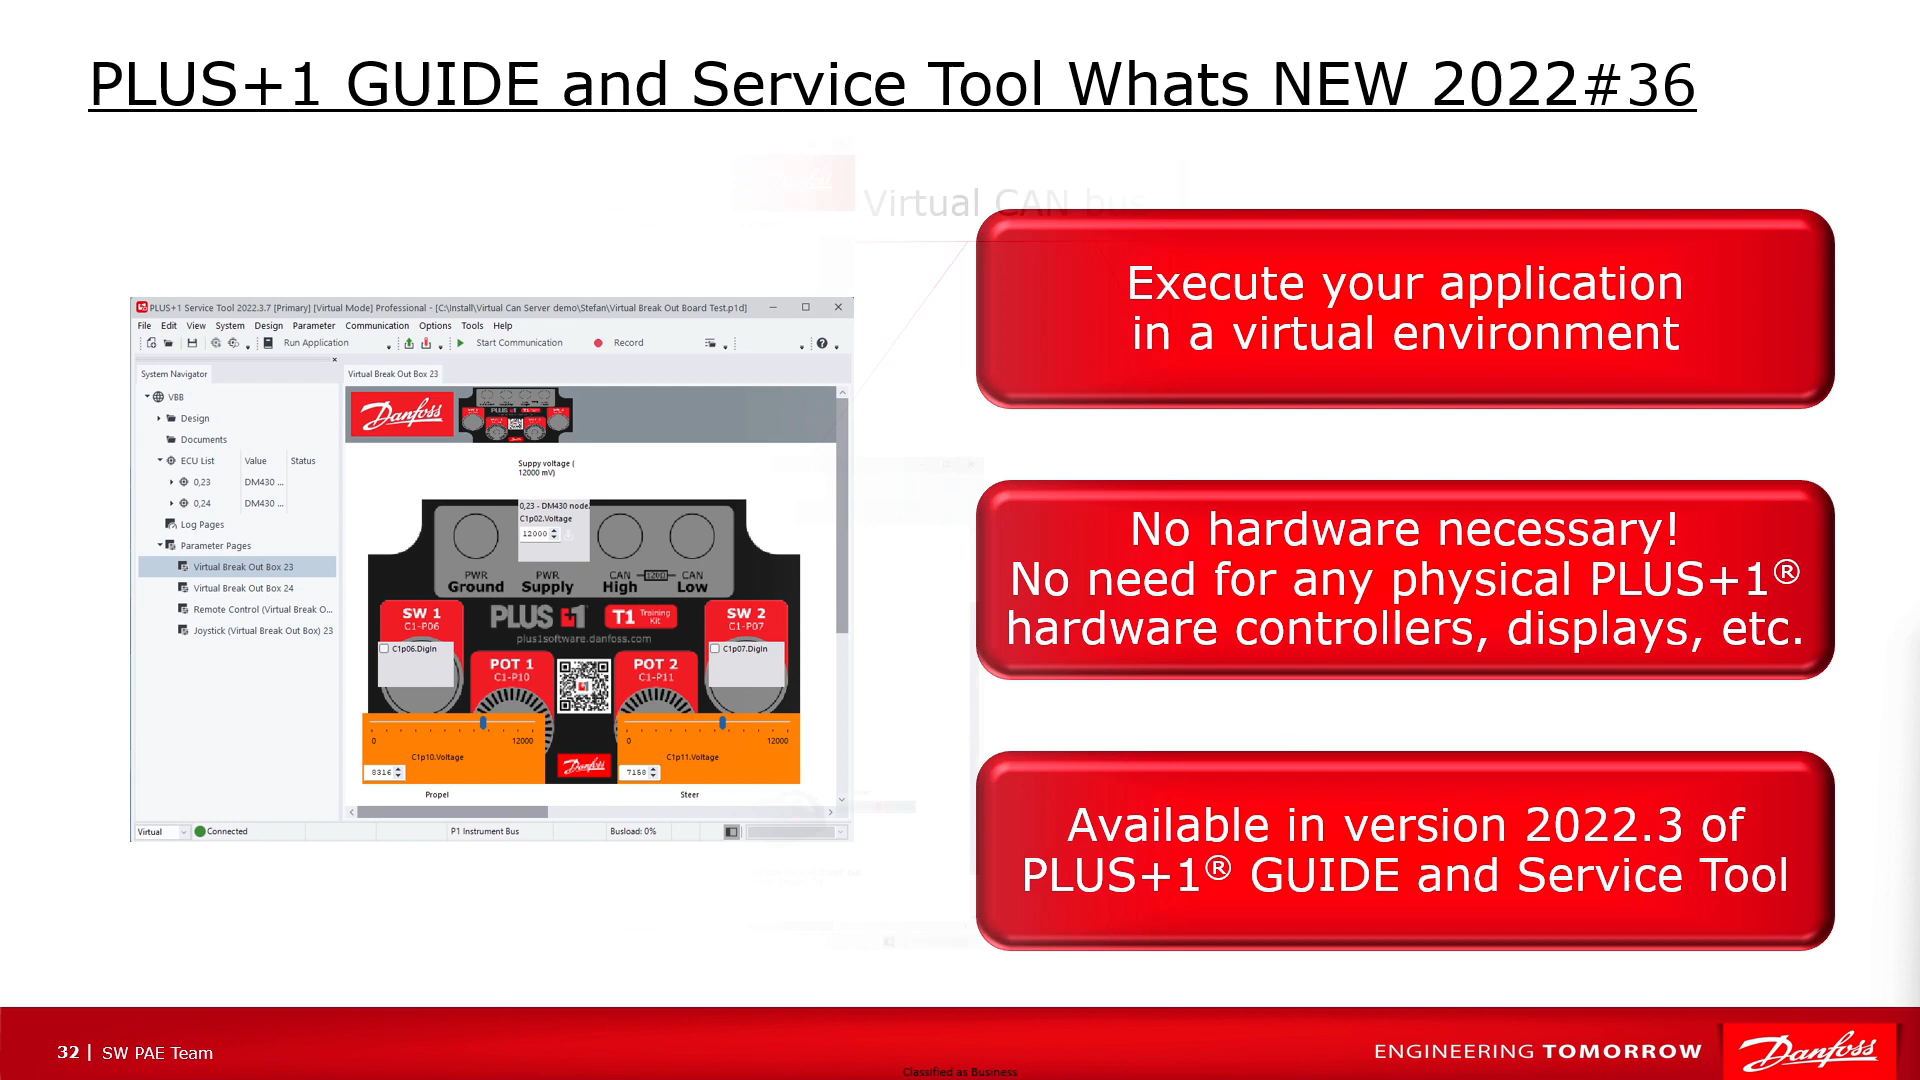 PLUS+1 GUIDE and Service Tool Whats NEW 2022#36
Virtual CAN bus
PLUS+1 Service Tool 2022.3.7 [Primary] [Virtual Mode] Professional - [C:\Install\Virtual Can Server demo\Stefan\Virtual Break Out Board Test.p1d]
File Edit View System Design Parameter Communication Options Tools Help
Run Application Start Communication Record
System Navigator
Virtual Break Out Box 23
VBB
Design
Documents
ECU List Value Status
0,23 DM430 ...
0,24 DM430 ...
Log Pages
Parameter Pages
Virtual Break Out Box 23
Virtual Break Out Box 24
Remote Control (Virtual Break O...
Joystick (Virtual Break Out Box) 23
Danfoss
Suppy voltage (
12000 mV)
0,23 - DM430 node.
C1p02.Voltage
12000
PWR Ground
PWR Supply
CAN High
120Ω
CAN Low
SW 1
C1-P06
PLUS+1
T1 Training Kit
SW 2
C1-P07
plus1software.danfoss.com
C1p06.DigIn
C1p07.DigIn
POT 1
C1-P10
POT 2
C1-P11
0 12000
C1p10.Voltage
8316
Danfoss
0 12000
C1p11.Voltage
7158
Propel
Steer
Virtual Connected P1 Instrument Bus Busload: 0%
Execute your application
in a virtual environment
No hardware necessary!
No need for any physical PLUS+1®
hardware controllers, displays, etc.
Available in version 2022.3 of
PLUS+1® GUIDE and Service Tool
32 | SW PAE Team
ENGINEERING TOMORROW
Danfoss
Classified as Business